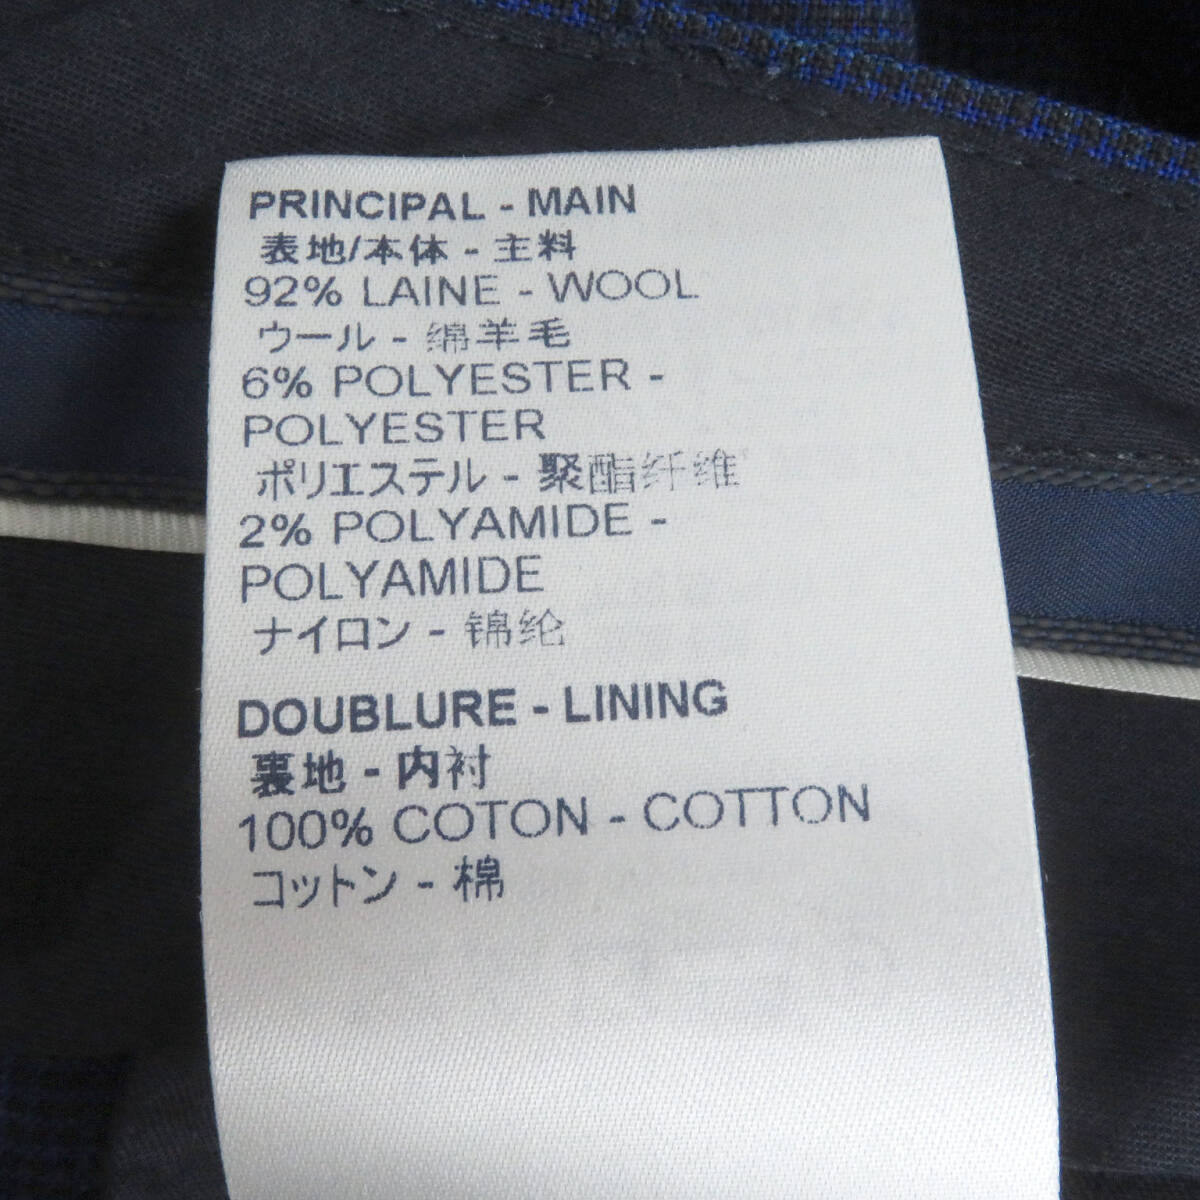 PRINCIPAL - MAIN
表地/本体 - 主料
92% LAINE - WOOL
ウール - 绵羊毛
6% POLYESTER -
POLYESTER
ポリエステル - 聚酯纤维
2% POLYAMIDE -
POLYAMIDE
ナイロン - 锦纶
DOUBLURE - LINING
裏地 - 内衬
100% COTON - COTTON
コットン - 棉